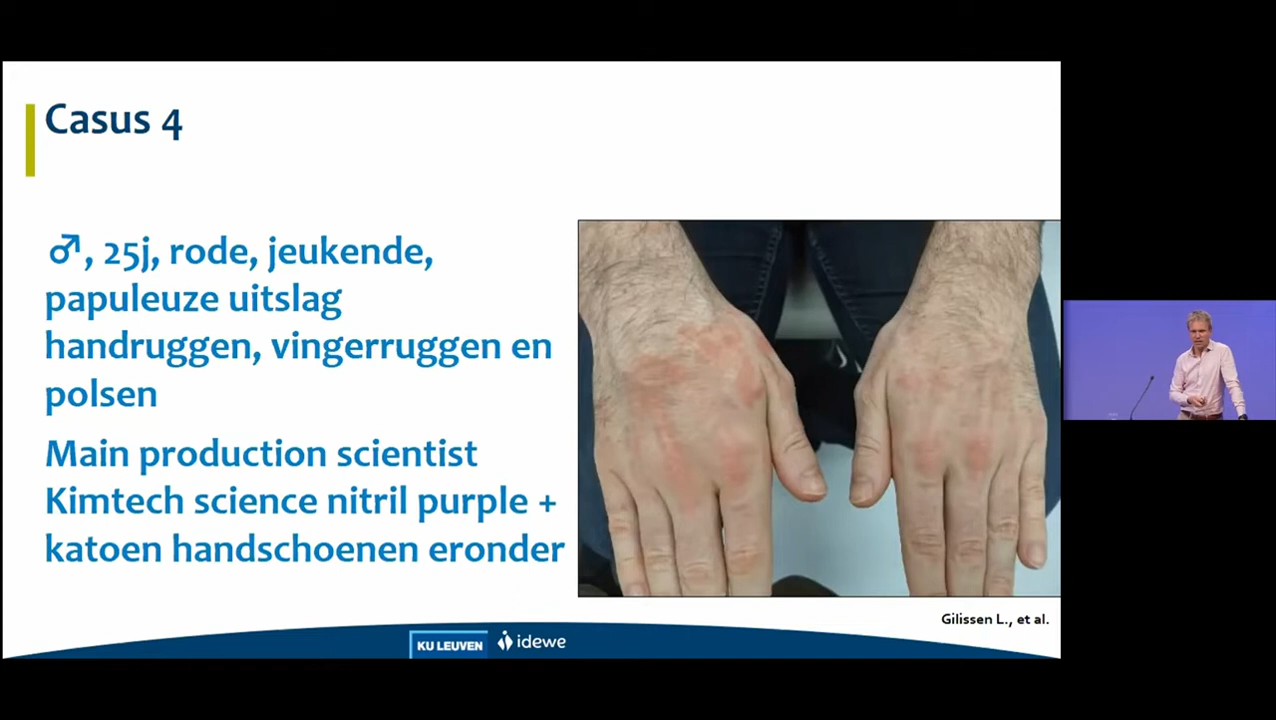 Casus 4
♂, 25j, rode, jeukende,
papuleuze uitslag
handruggen, vingerruggen en
polsen
Main production scientist
Kimtech science nitril purple +
katoen handschoenen eronder
Gilissen L., et al.
KU LEUVEN idewe